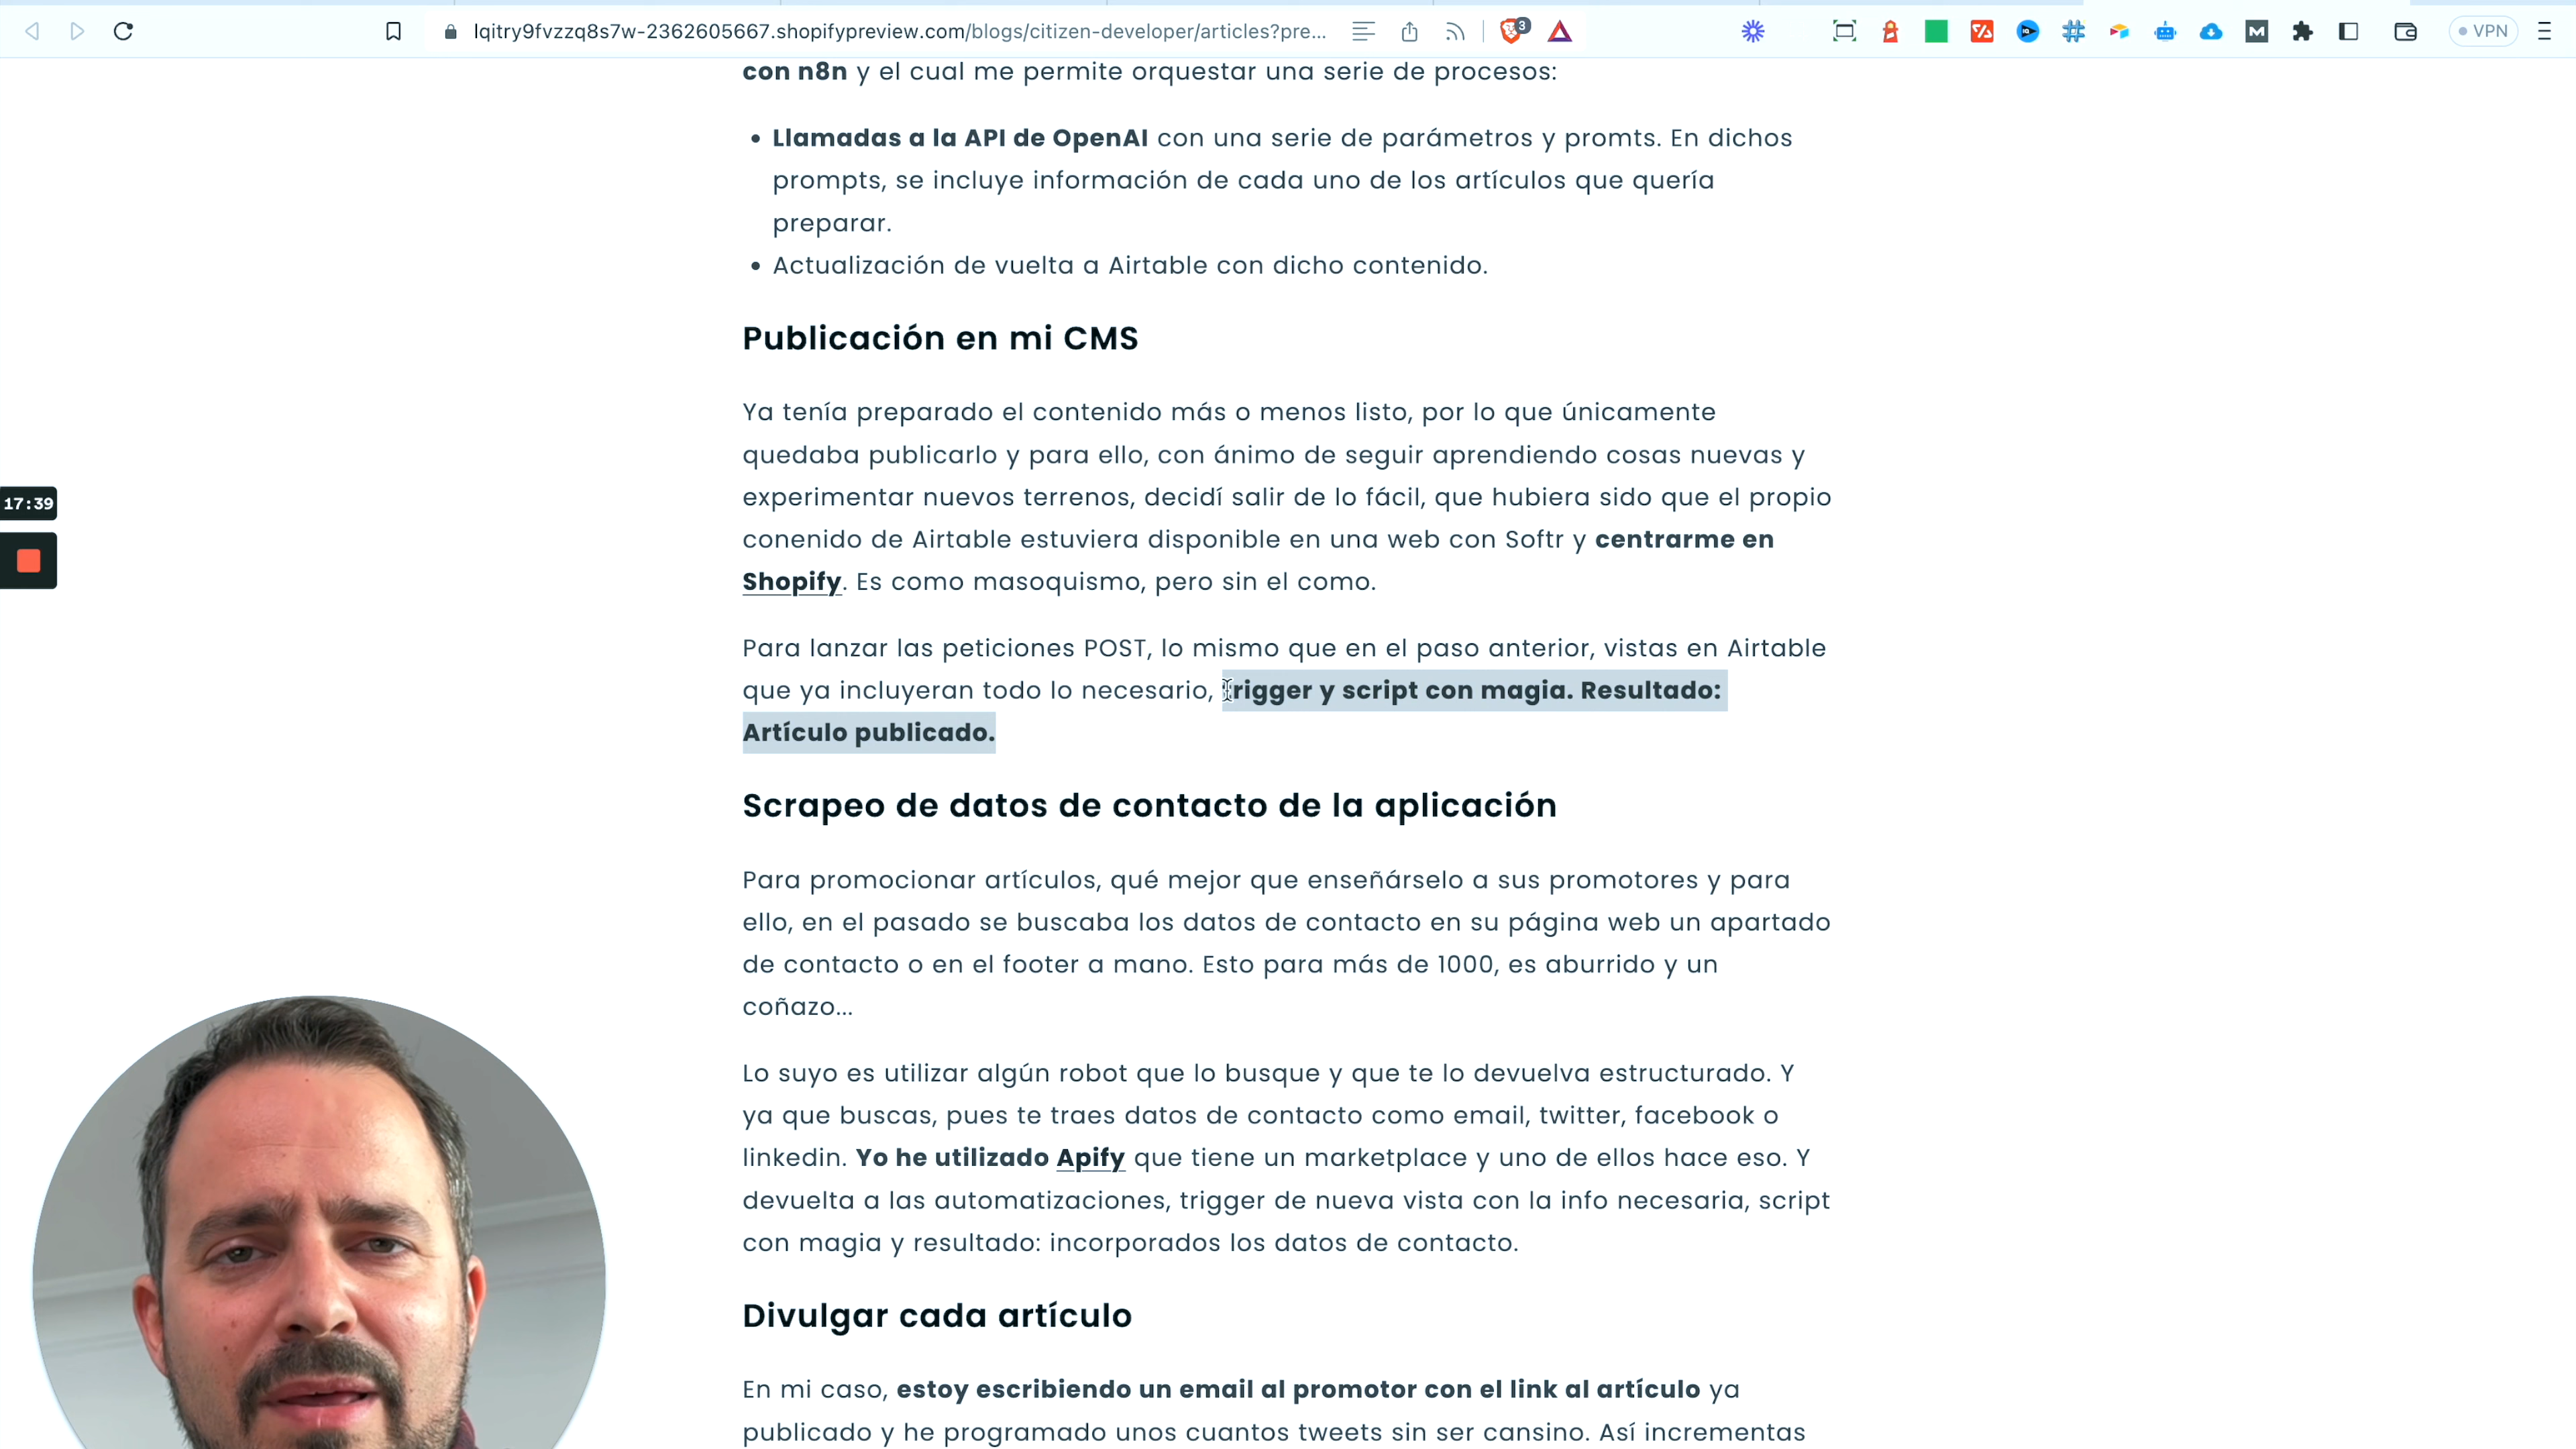 lqitry9fvzzq8s7w-2362605667.shopifypreview.com/blogs/citizen-developer/articles?pre...
3
VPN
con n8n y el cual me permite orquestar una serie de procesos:
• Llamadas a la API de OpenAI con una serie de parámetros y promts. En dichos
prompts, se incluye información de cada uno de los artículos que quería
preparar.
• Actualización de vuelta a Airtable con dicho contenido.
Publicación en mi CMS
Ya tenía preparado el contenido más o menos listo, por lo que únicamente
quedaba publicarlo y para ello, con ánimo de seguir aprendiendo cosas nuevas y
experimentar nuevos terrenos, decidí salir de lo fácil, que hubiera sido que el propio
conenido de Airtable estuviera disponible en una web con Softr y centrarme en
Shopify. Es como masoquismo, pero sin el como.
Para lanzar las peticiones POST, lo mismo que en el paso anterior, vistas en Airtable
que ya incluyeran todo lo necesario, trigger y script con magia. Resultado:
Artículo publicado.
17:39
Scrapeo de datos de contacto de la aplicación
Para promocionar artículos, qué mejor que enseñárselo a sus promotores y para
ello, en el pasado se buscaba los datos de contacto en su página web un apartado
de contacto o en el footer a mano. Esto para más de 1000, es aburrido y un
coñazo...
Lo suyo es utilizar algún robot que lo busque y que te lo devuelva estructurado. Y
ya que buscas, pues te traes datos de contacto como email, twitter, facebook o
linkedin. Yo he utilizado Apify que tiene un marketplace y uno de ellos hace eso. Y
devuelta a las automatizaciones, trigger de nueva vista con la info necesaria, script
con magia y resultado: incorporados los datos de contacto.
Divulgar cada artículo
En mi caso, estoy escribiendo un email al promotor con el link al artículo ya
publicado y he programado unos cuantos tweets sin ser cansino. Así incrementas